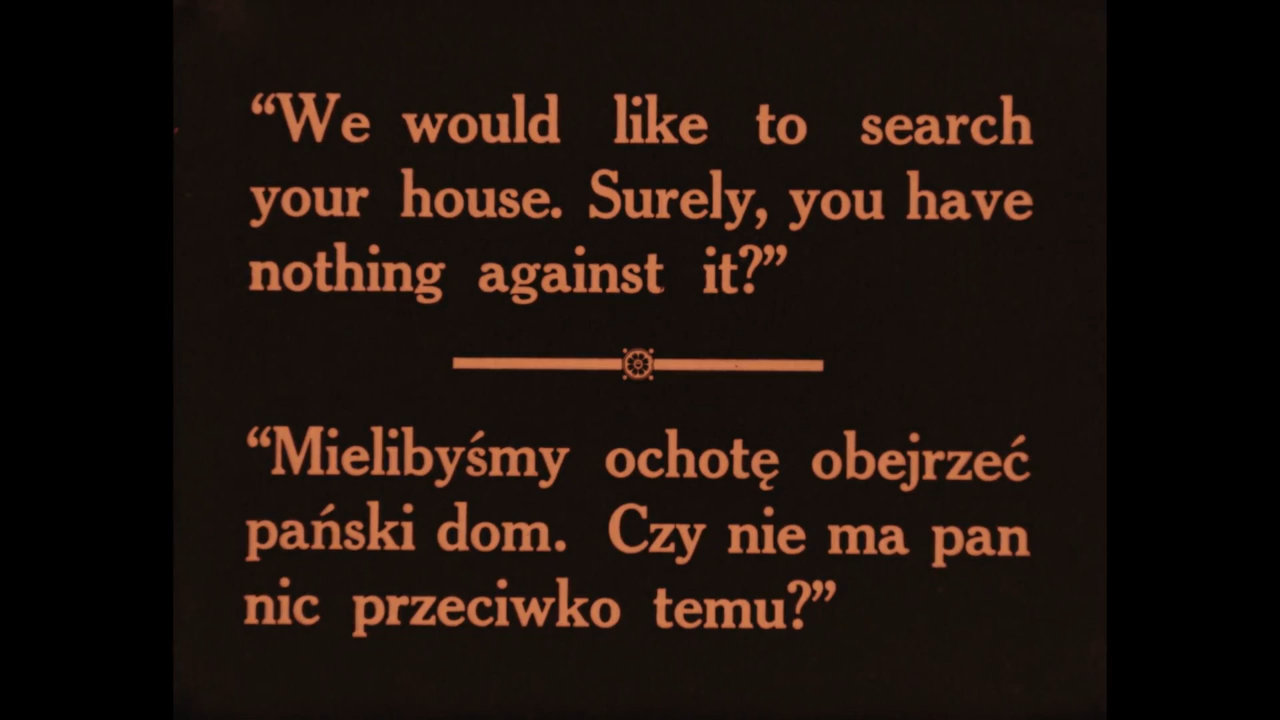 “We would like to search
your house. Surely, you have
nothing against it?”
“Mielibyśmy ochotę obejrzeć
pański dom. Czy nie ma pan
nic przeciwko temu?”